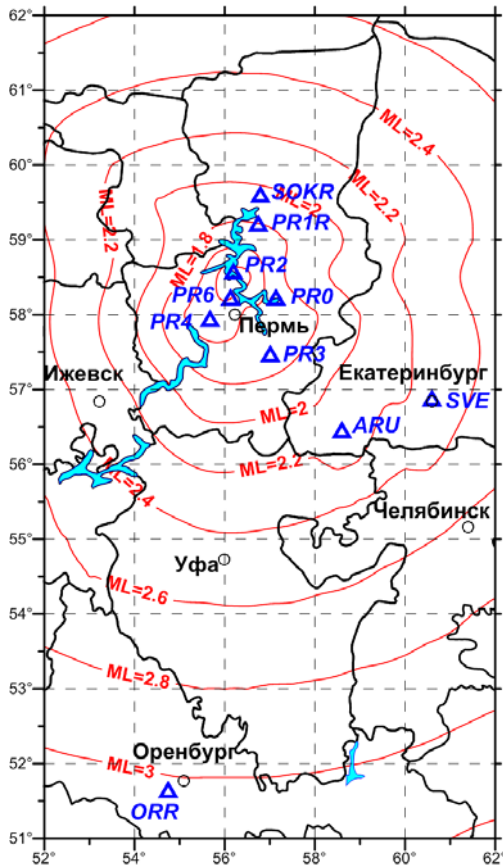 62°
61°
60°
59°
58°
57°
56°
55°
54°
53°
52°
51°
52
54
56
58
60
62°
ML=2.4
ML=2.2
ML=2.2
SOKR
ML=2
PR1R
ML=1.8
PR2
PR6
PR0
PR4
Пермь
PR3
Ижевск
Екатеринбург
SVE
ML=2
ARU
ML=2.2
ML=2.4
Челябинск
Уфа
ML=2.6
ML=2.8
Оренбург
ML=3
ORR